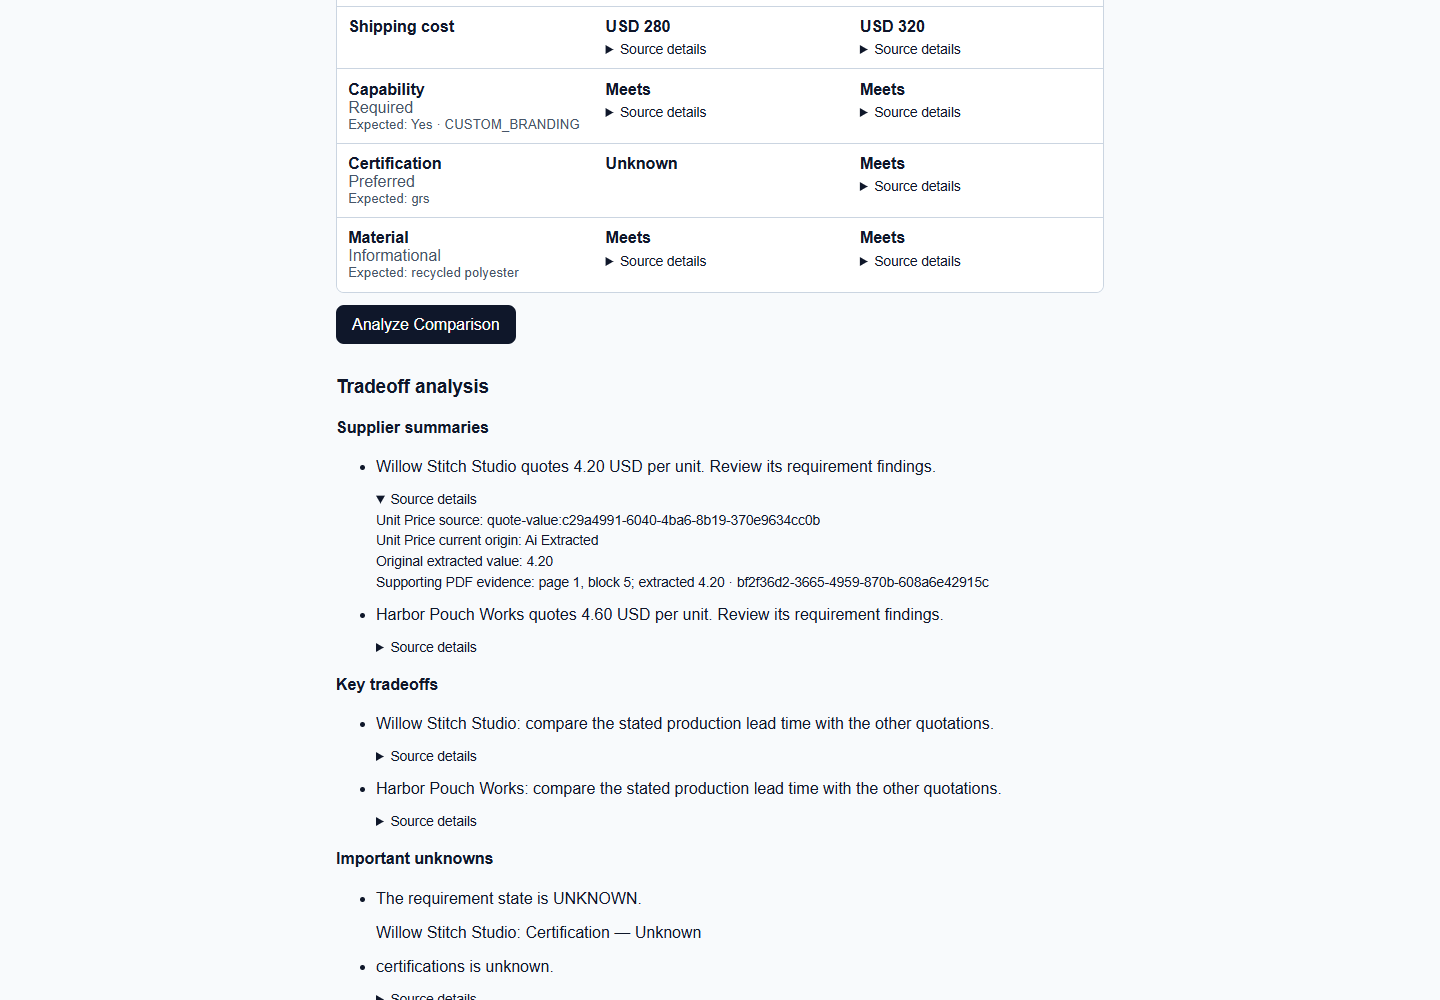 Shipping cost USD 280 USD 320
▶ Source details ▶ Source details
Capability Meets Meets
Required ▶ Source details ▶ Source details
Expected: Yes · CUSTOM_BRANDING
Certification Unknown Meets
Preferred ▶ Source details
Expected: grs
Material Meets Meets
Informational ▶ Source details ▶ Source details
Expected: recycled polyester
Analyze Comparison
Tradeoff analysis
Supplier summaries
• Willow Stitch Studio quotes 4.20 USD per unit. Review its requirement findings.
▼ Source details
Unit Price source: quote-value:c29a4991-6040-4ba6-8b19-370e9634cc0b
Unit Price current origin: Ai Extracted
Original extracted value: 4.20
Supporting PDF evidence: page 1, block 5; extracted 4.20 · bf2f36d2-3665-4959-870b-608a6e42915c
• Harbor Pouch Works quotes 4.60 USD per unit. Review its requirement findings.
▶ Source details
Key tradeoffs
• Willow Stitch Studio: compare the stated production lead time with the other quotations.
▶ Source details
• Harbor Pouch Works: compare the stated production lead time with the other quotations.
▶ Source details
Important unknowns
• The requirement state is UNKNOWN.
Willow Stitch Studio: Certification — Unknown
• certifications is unknown.
▶ Source details